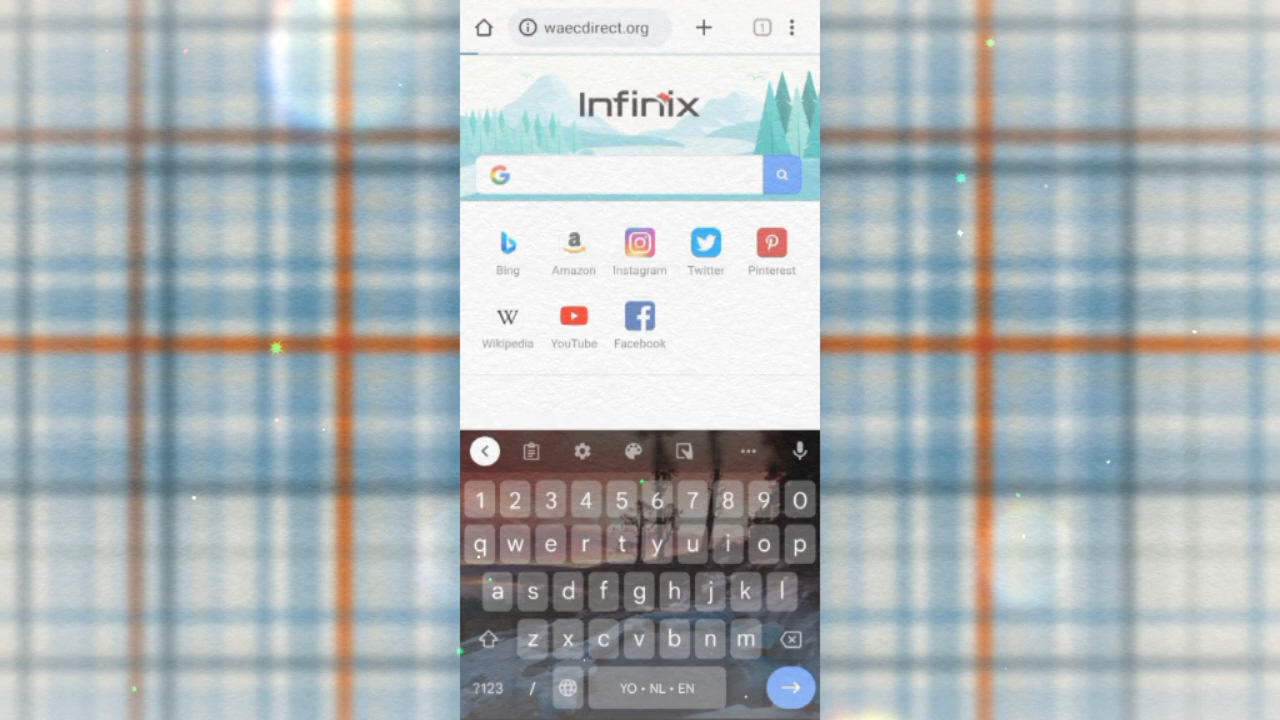 waecdirect.org
1
Infinix
Bing
Amazon
Instagram
Twitter
Pinterest
W
Wikipedia
YouTube
Facebook
1 2 3 4 5 6 7 8 9 0
q w e r t y u i o p
a s d f g h j k l
z x c v b n m
?123 / YO • NL • EN .